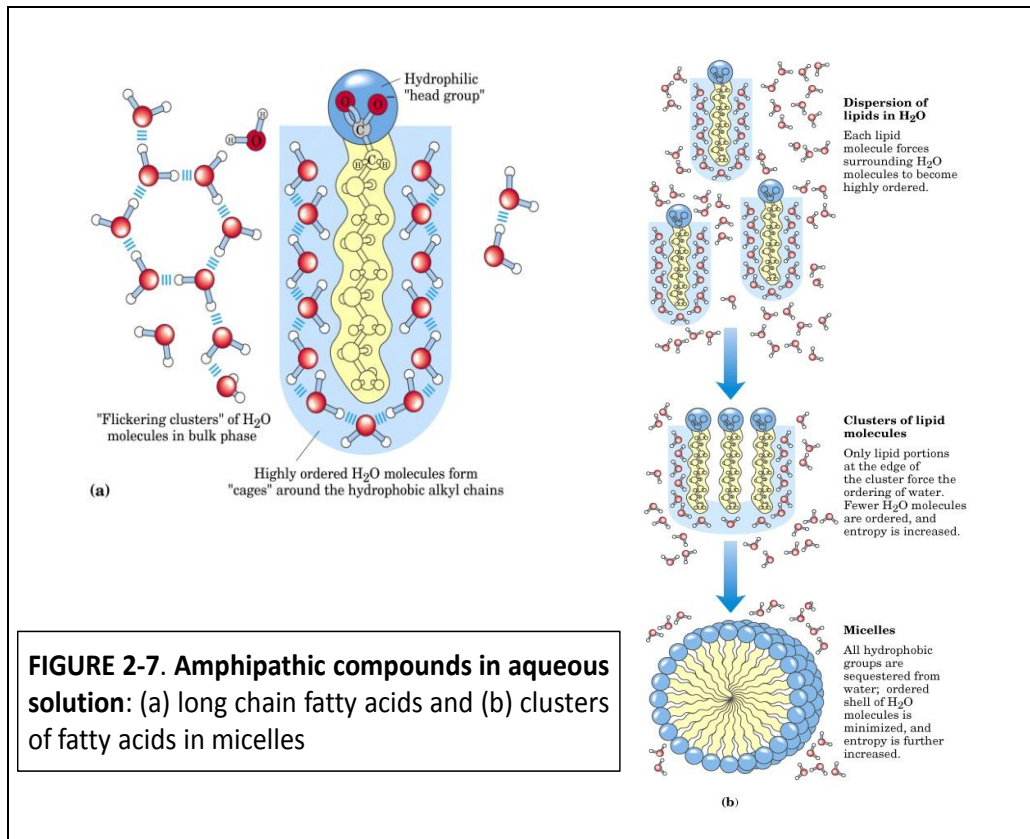 Hydrophilic
"head group"
O
O
C
H
C
H
H
O
H
"Flickering clusters" of H₂O
molecules in bulk phase
Highly ordered H₂O molecules form
"cages" around the hydrophobic alkyl chains
(a)
Dispersion of
lipids in H₂O
Each lipid
molecule forces
surrounding H₂O
molecules to become
highly ordered.
Clusters of lipid
molecules
Only lipid portions
at the edge of
the cluster force the
ordering of water.
Fewer H₂O molecules
are ordered, and
entropy is increased.
Micelles
All hydrophobic
groups are
sequestered from
water; ordered
shell of H₂O
molecules is
minimized, and
entropy is further
increased.
(b)
FIGURE 2-7. Amphipathic compounds in aqueous
solution: (a) long chain fatty acids and (b) clusters
of fatty acids in micelles